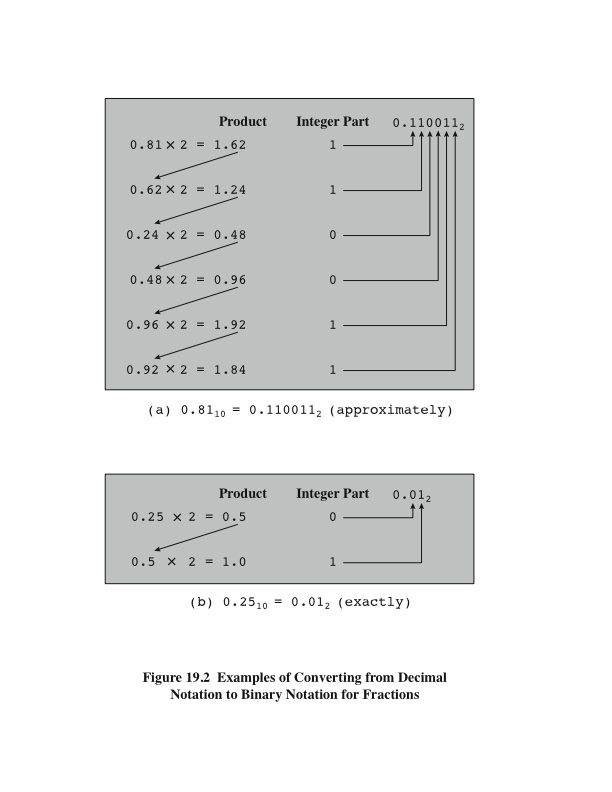 Product Integer Part 0.110011₂
0.81 × 2 = 1.62 1
0.62 × 2 = 1.24 1
0.24 × 2 = 0.48 0
0.48 × 2 = 0.96 0
0.96 × 2 = 1.92 1
0.92 × 2 = 1.84 1
(a) 0.81₁₀ = 0.110011₂ (approximately)
Product Integer Part 0.01₂
0.25 × 2 = 0.5 0
0.5 × 2 = 1.0 1
(b) 0.25₁₀ = 0.01₂ (exactly)
Figure 19.2 Examples of Converting from Decimal
Notation to Binary Notation for Fractions